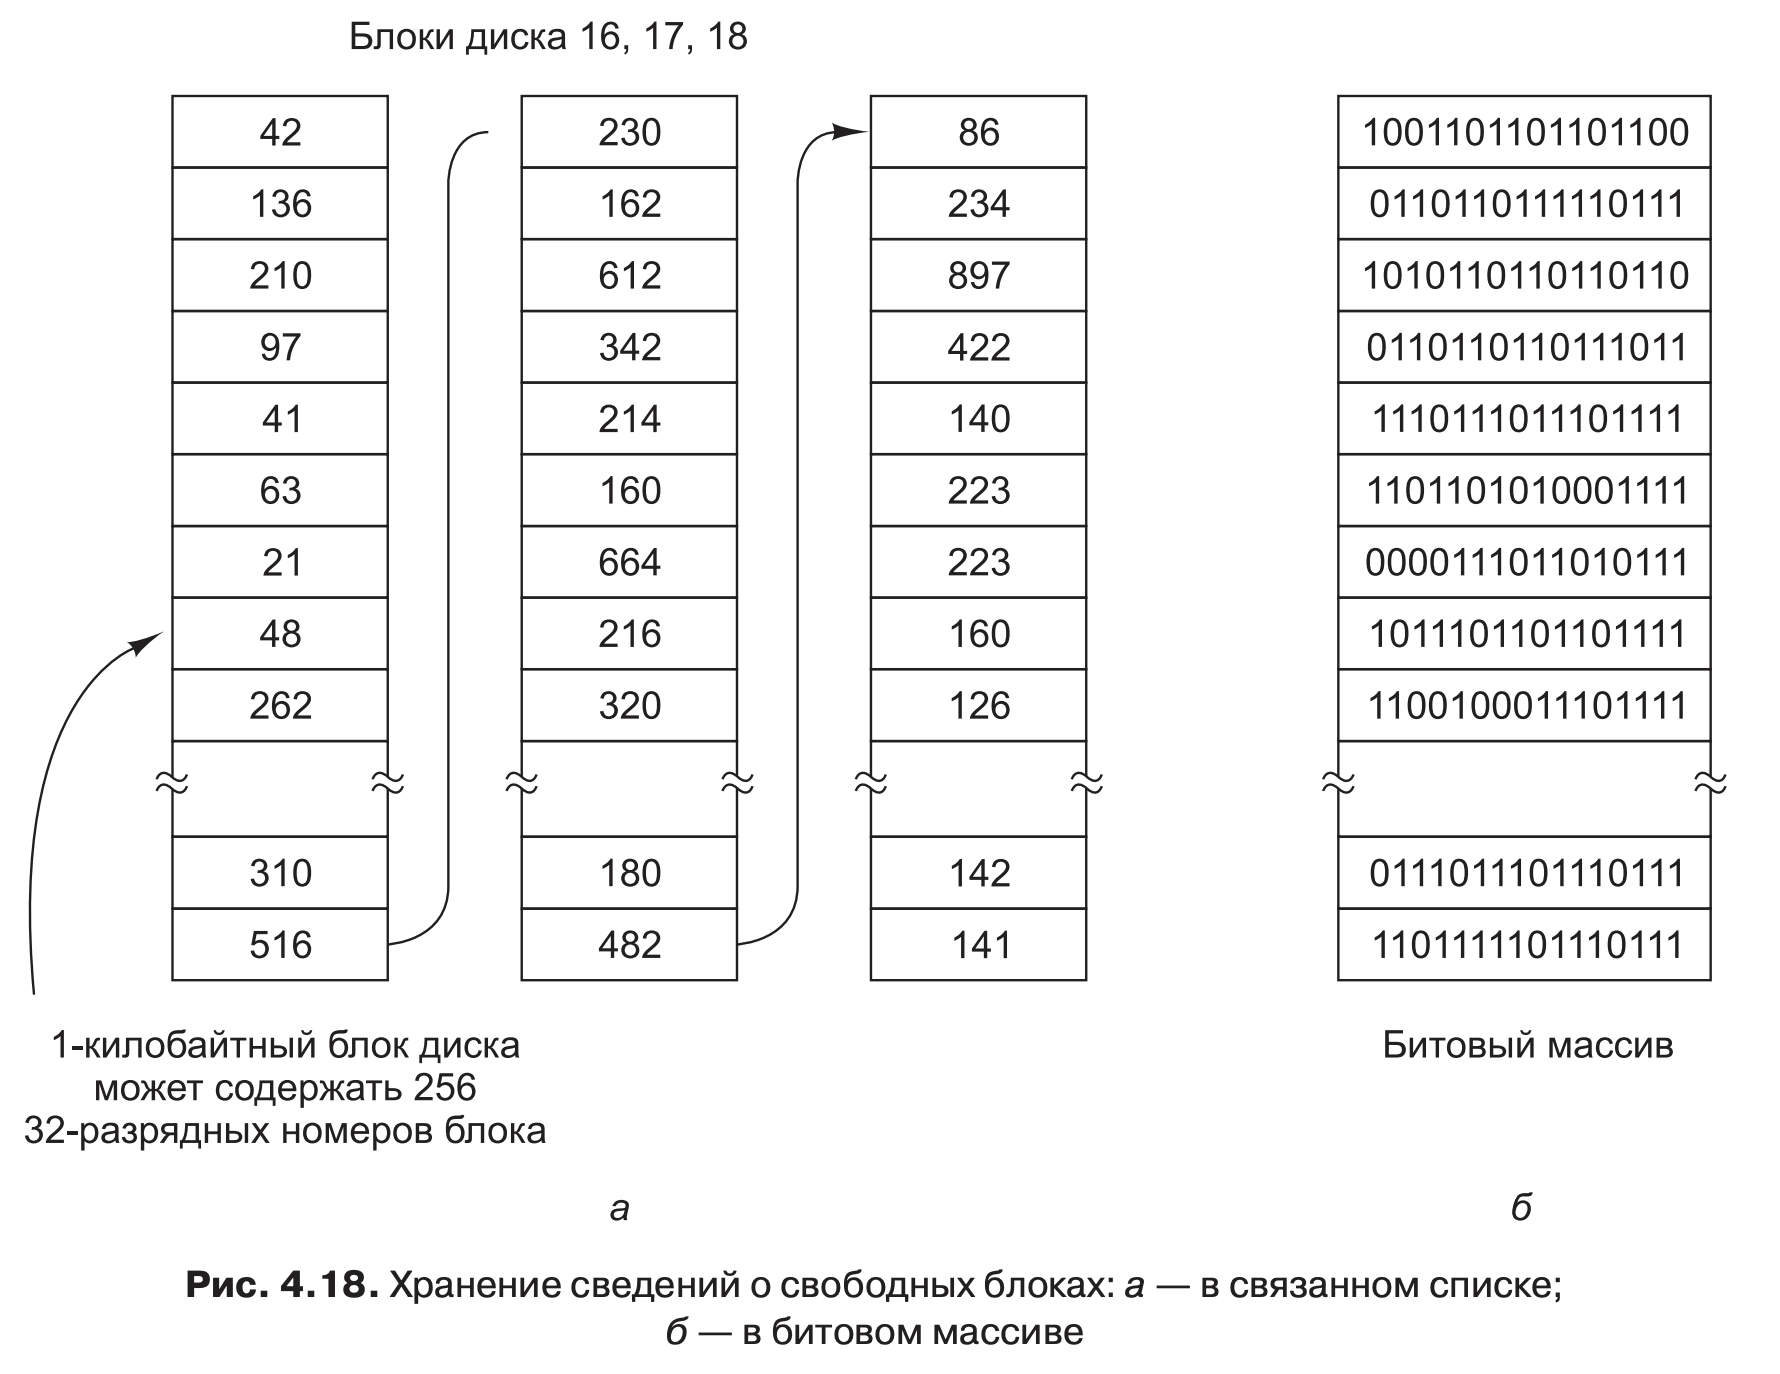 Блоки диска 16, 17, 18
42 230 86 1001101101101100
136 162 234 0110110111110111
210 612 897 1010110110110110
97 342 422 0110110110111011
41 214 140 1110111011101111
63 160 223 1101101010001111
21 664 223 0000111011010111
48 216 160 1011101101101111
262 320 126 1100100011101111
310 180 142 0111011101110111
516 482 141 1101111101110111
1-килобайтный блок диска
может содержать 256
32-разрядных номеров блока
Битовый массив
а б
Рис. 4.18. Хранение сведений о свободных блоках: а — в связанном списке;
б — в битовом массиве